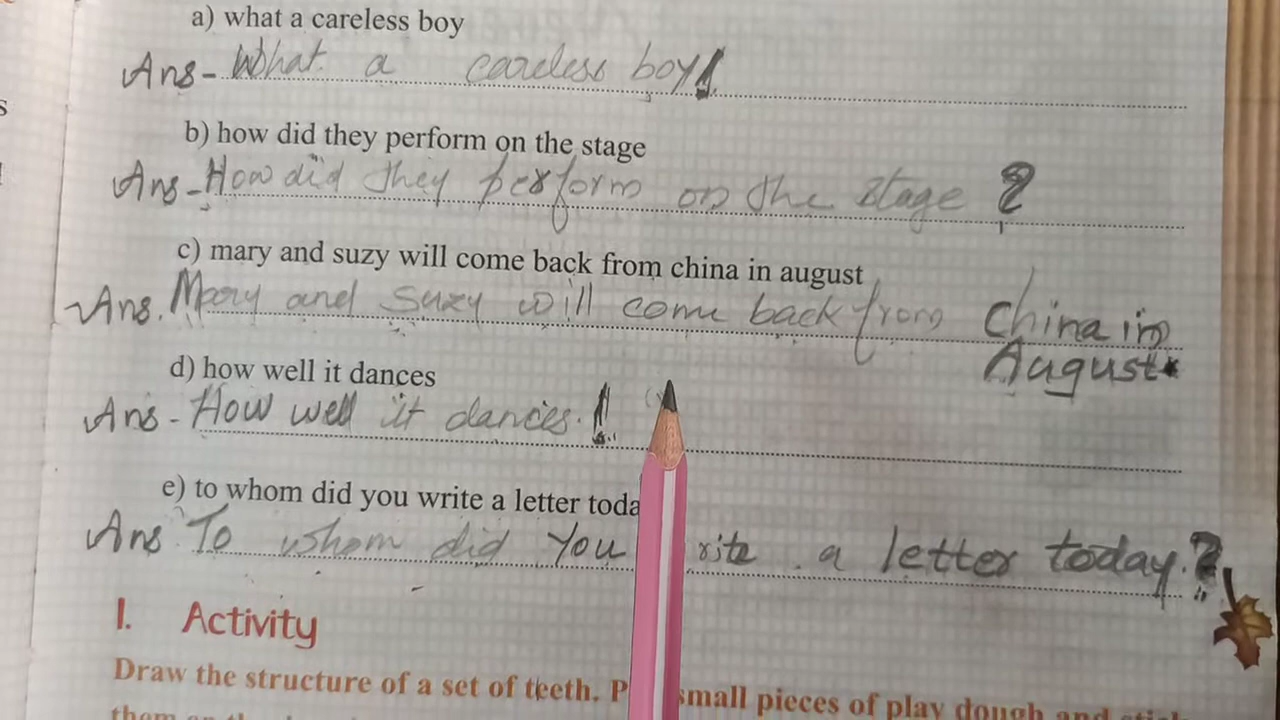 a) what a careless boy
Ans - What a careless boy!
b) how did they perform on the stage
Ans - How did they perform on the stage ?
c) mary and suzy will come back from china in august
Ans. Mary and Suzy will come back from China in
August.
d) how well it dances
Ans - How well it dances. !
e) to whom did you write a letter toda
Ans To whom did You rite a letter today. ?
I. Activity
Draw the structure of a set of teeth. P small pieces of play dough and